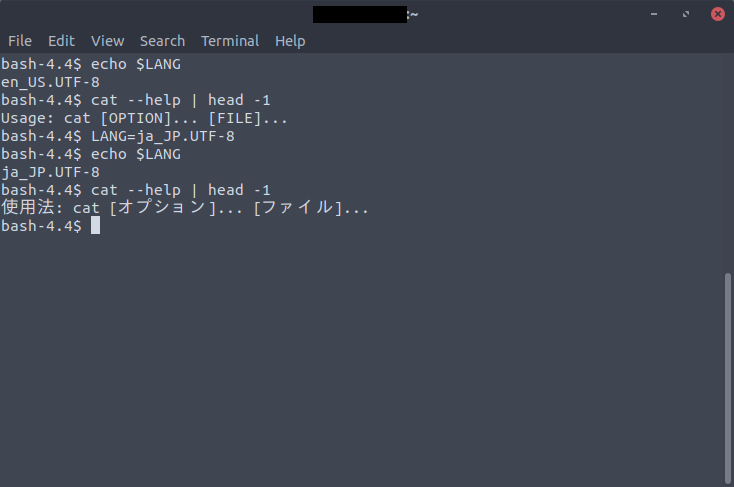 :~
File Edit View Search Terminal Help
bash-4.4$ echo $LANG
en_US.UTF-8
bash-4.4$ cat --help | head -1
Usage: cat [OPTION]... [FILE]...
bash-4.4$ LANG=ja_JP.UTF-8
bash-4.4$ echo $LANG
ja_JP.UTF-8
bash-4.4$ cat --help | head -1
使用法: cat [オプション]... [ファイル]...
bash-4.4$